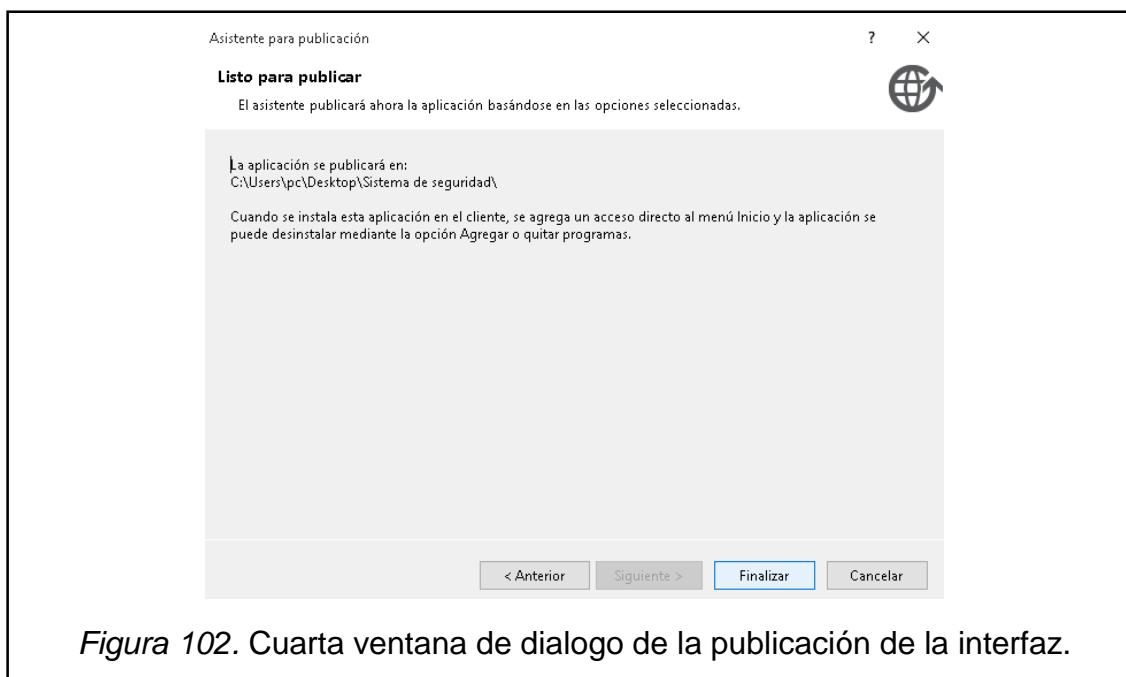 Asistente para publicación ? ×
Listo para publicar
El asistente publicará ahora la aplicación basándose en las opciones seleccionadas.
La aplicación se publicará en:
C:\Users\pc\Desktop\Sistema de seguridad\
Cuando se instala esta aplicación en el cliente, se agrega un acceso directo al menú Inicio y la aplicación se
puede desinstalar mediante la opción Agregar o quitar programas.
< Anterior Siguiente > Finalizar Cancelar
Figura 102. Cuarta ventana de dialogo de la publicación de la interfaz.